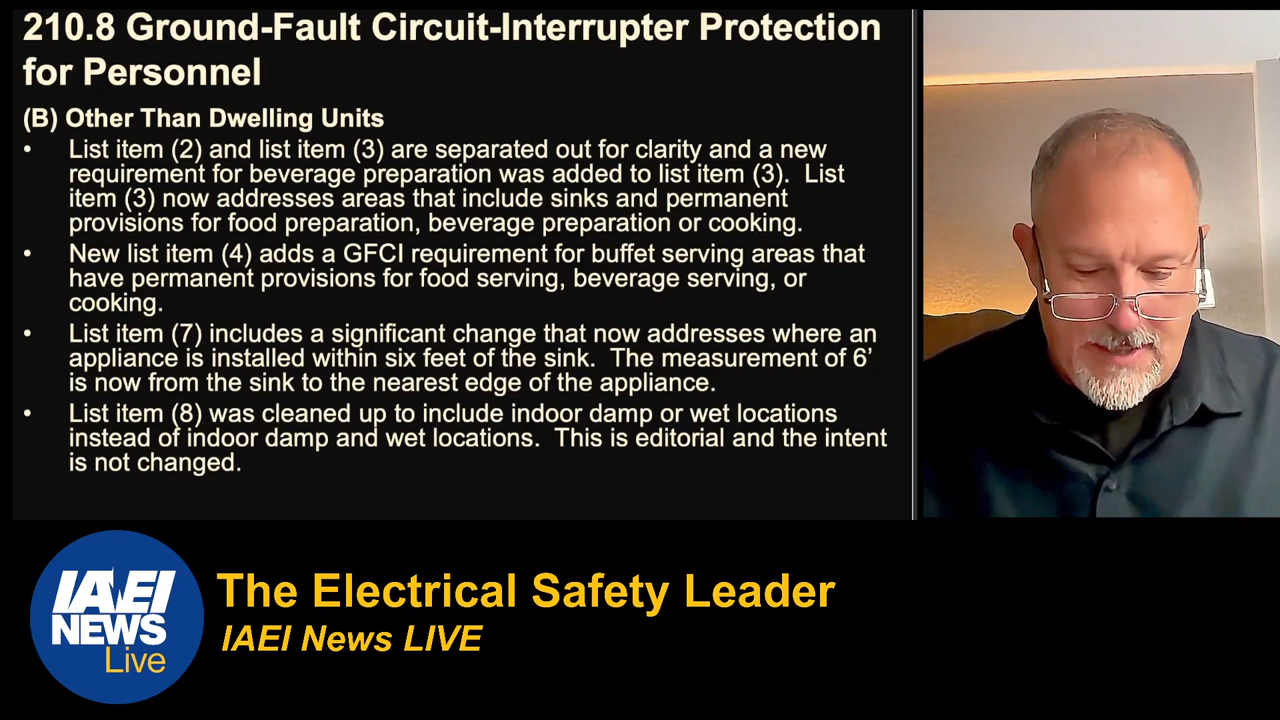 210.8 Ground-Fault Circuit-Interrupter Protection
for Personnel
(B) Other Than Dwelling Units
• List item (2) and list item (3) are separated out for clarity and a new
requirement for beverage preparation was added to list item (3).  List
item (3) now addresses areas that include sinks and permanent
provisions for food preparation, beverage preparation or cooking.
• New list item (4) adds a GFCI requirement for buffet serving areas that
have permanent provisions for food serving, beverage serving, or
cooking.
• List item (7) includes a significant change that now addresses where an
appliance is installed within six feet of the sink.  The measurement of 6’
is now from the sink to the nearest edge of the appliance.
• List item (8) was cleaned up to include indoor damp or wet locations
instead of indoor damp and wet locations.  This is editorial and the intent
is not changed.
IAEI
NEWS
Live
The Electrical Safety Leader
IAEI News LIVE